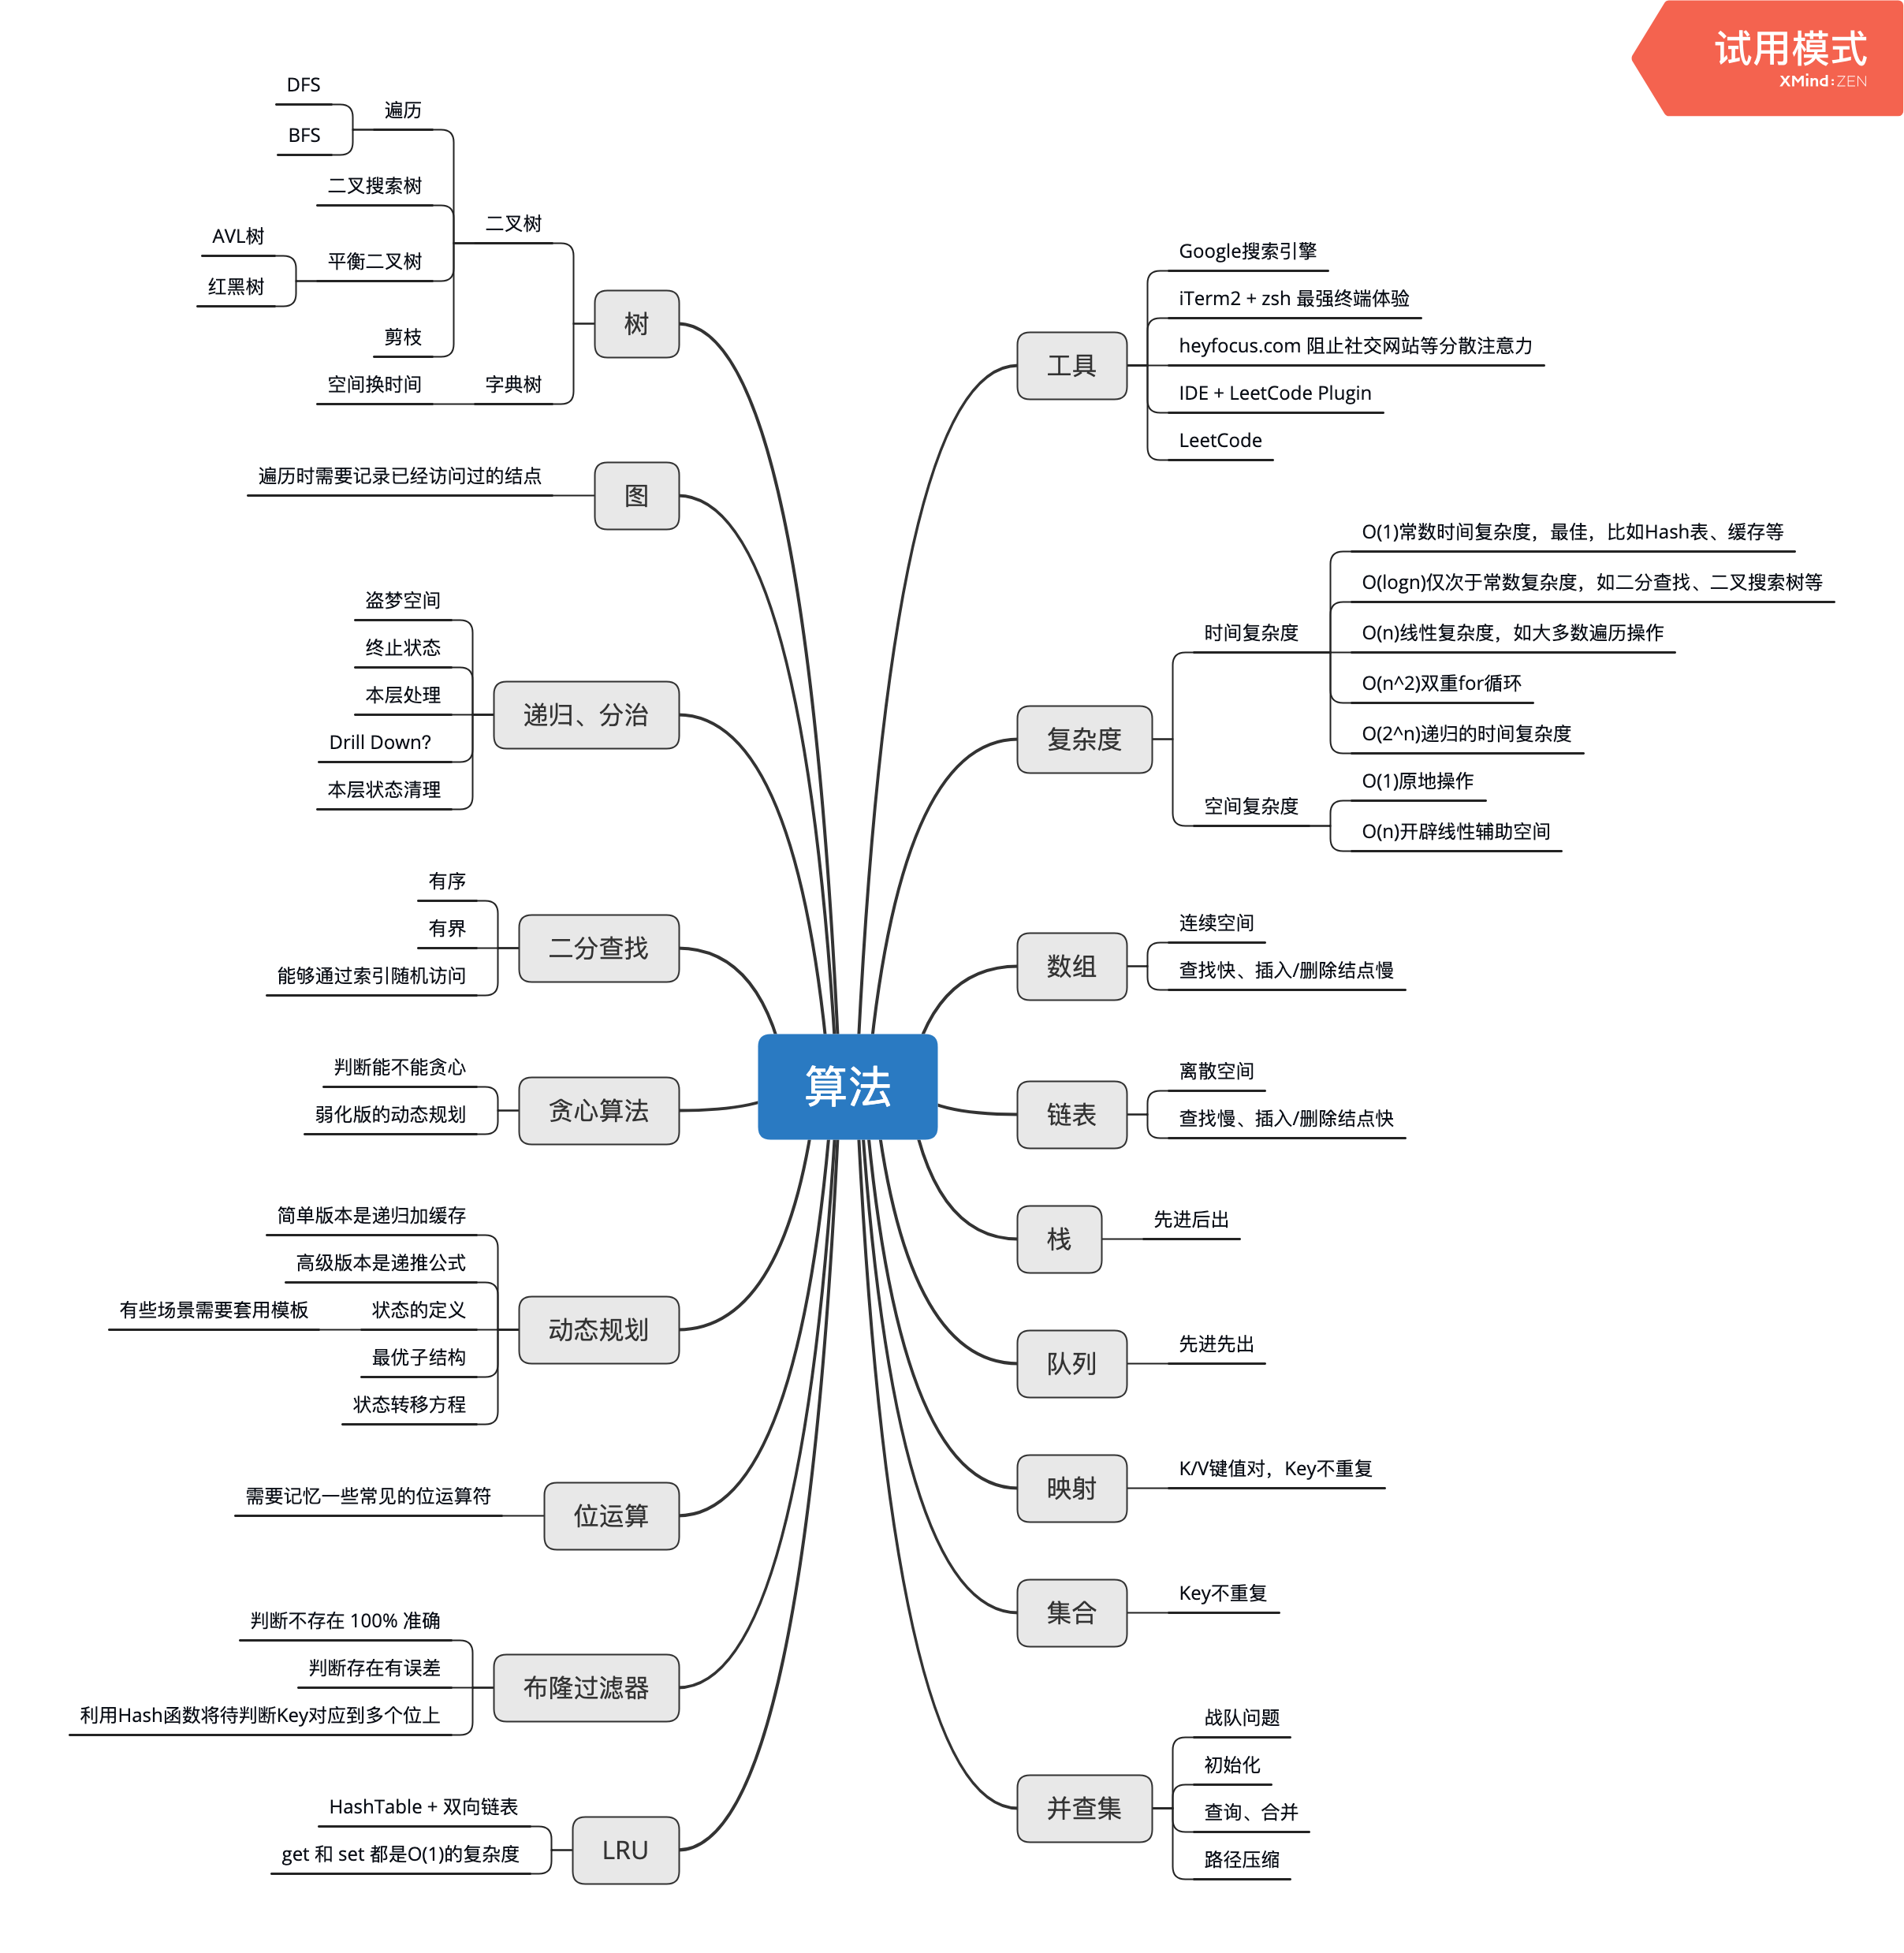 试用模式
XMind:ZEN
算法
工具
Google搜索引擎
iTerm2 + zsh 最强终端体验
heyfocus.com 阻止社交网站等分散注意力
IDE + LeetCode Plugin
LeetCode
复杂度
时间复杂度
O(1)常数时间复杂度，最佳，比如Hash表、缓存等
O(logn)仅次于常数复杂度，如二分查找、二叉搜索树等
O(n)线性复杂度，如大多数遍历操作
O(n^2)双重for循环
O(2^n)递归的时间复杂度
空间复杂度
O(1)原地操作
O(n)开辟线性辅助空间
数组
连续空间
查找快、插入/删除结点慢
链表
离散空间
查找慢、插入/删除结点快
栈
先进后出
队列
先进先出
映射
K/V键值对，Key不重复
集合
Key不重复
并查集
战队问题
初始化
查询、合并
路径压缩
树
二叉树
遍历
DFS
BFS
二叉搜索树
平衡二叉树
AVL树
红黑树
剪枝
字典树
空间换时间
图
遍历时需要记录已经访问过的结点
递归、分治
盗梦空间
终止状态
本层处理
Drill Down？
本层状态清理
二分查找
有序
有界
能够通过索引随机访问
贪心算法
判断能不能贪心
弱化版的动态规划
动态规划
简单版本是递归加缓存
高级版本是递推公式
状态的定义
有些场景需要套用模板
最优子结构
状态转移方程
位运算
需要记忆一些常见的位运算符
布隆过滤器
判断不存在 100% 准确
判断存在有误差
利用Hash函数将待判断Key对应到多个位上
LRU
HashTable + 双向链表
get 和 set 都是O(1)的复杂度